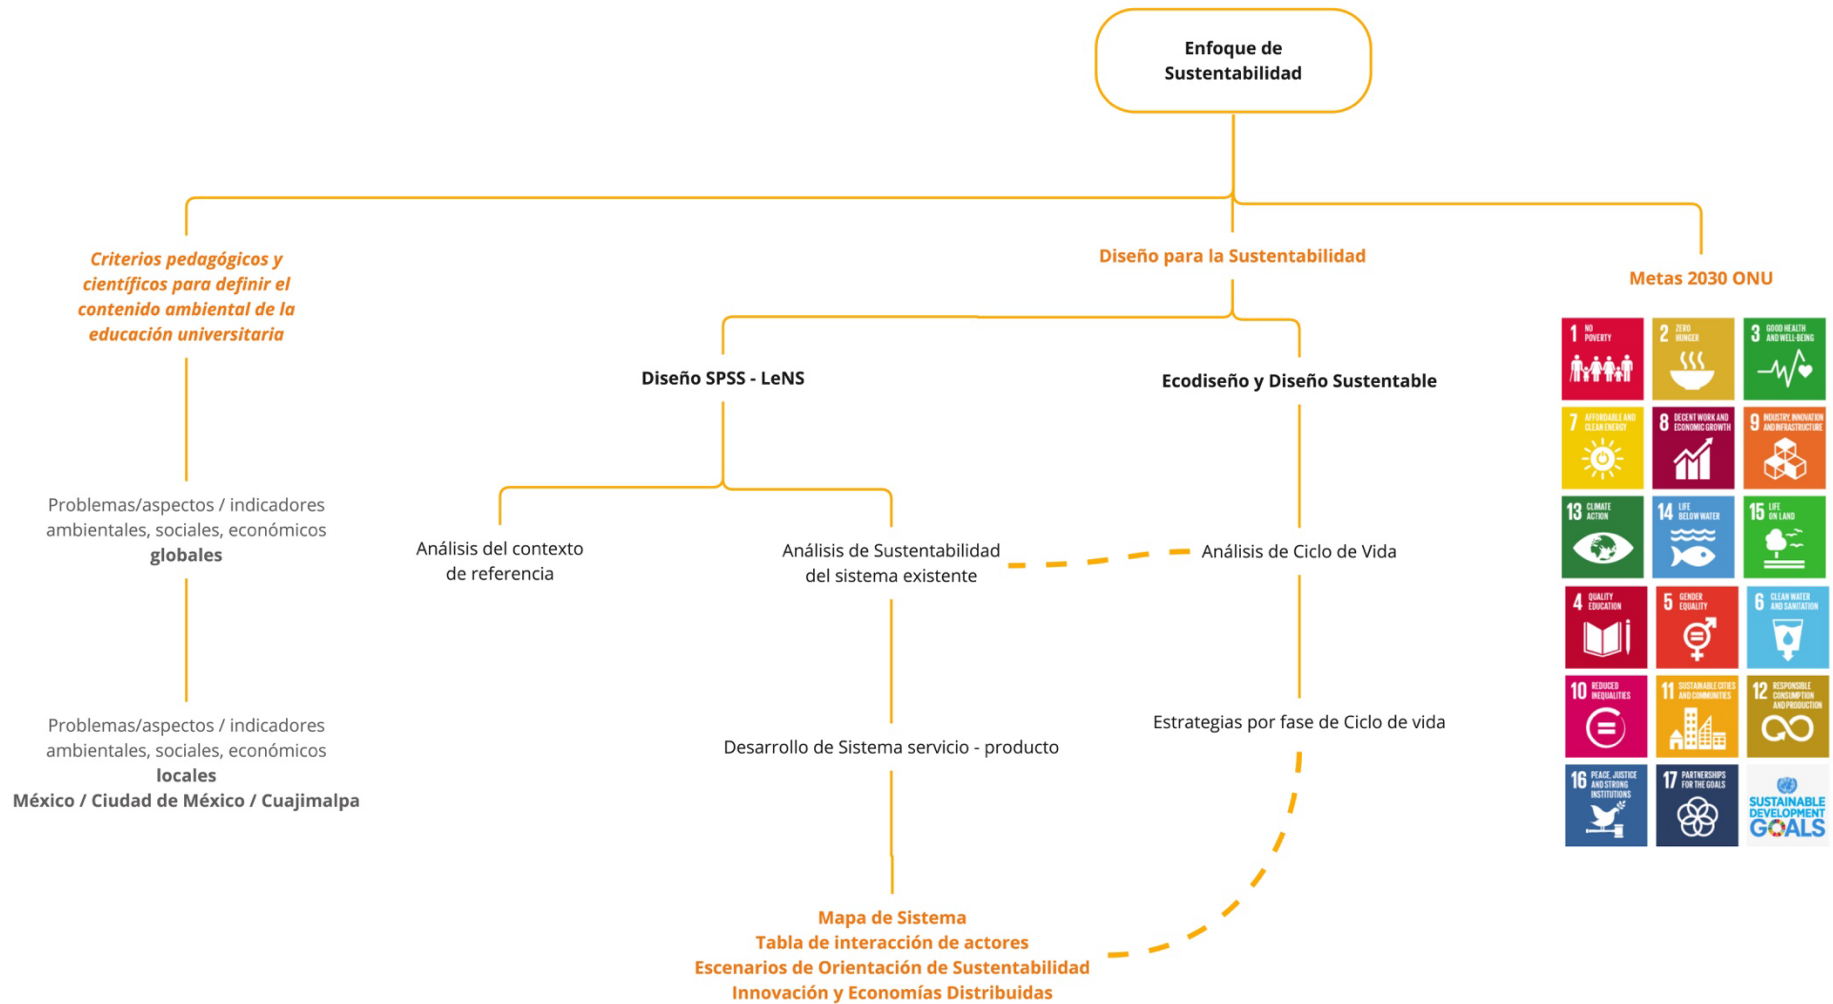 Enfoque de
Sustentabilidad
Criterios pedagógicos y
científicos para definir el
contenido ambiental de la
educación universitaria
Problemas/aspectos / indicadores
ambientales, sociales, económicos
globales
Problemas/aspectos / indicadores
ambientales, sociales, económicos
locales
México / Ciudad de México / Cuajimalpa
Diseño para la Sustentabilidad
Diseño SPSS - LeNS
Análisis del contexto
de referencia
Análisis de Sustentabilidad
del sistema existente
Desarrollo de Sistema servicio - producto
Mapa de Sistema
Tabla de interacción de actores
Escenarios de Orientación de Sustentabilidad
Innovación y Economías Distribuidas
Ecodiseño y Diseño Sustentable
Análisis de Ciclo de Vida
Estrategias por fase de Ciclo de vida
Metas 2030 ONU
1 NO
POVERTY
2 ZERO
HUNGER
3 GOOD HEALTH
AND WELL-BEING
7 AFFORDABLE AND
CLEAN ENERGY
8 DECENT WORK AND
ECONOMIC GROWTH
9 INDUSTRY, INNOVATION
AND INFRASTRUCTURE
13 CLIMATE
ACTION
14 LIFE
BELOW WATER
15 LIFE
ON LAND
4 QUALITY
EDUCATION
5 GENDER
EQUALITY
6 CLEAN WATER
AND SANITATION
10 REDUCED
INEQUALITIES
11 SUSTAINABLE CITIES
AND COMMUNITIES
12 RESPONSIBLE
CONSUMPTION
AND PRODUCTION
16 PEACE, JUSTICE
AND STRONG
INSTITUTIONS
17 PARTNERSHIPS
FOR THE GOALS
SUSTAINABLE
DEVELOPMENT
GOALS